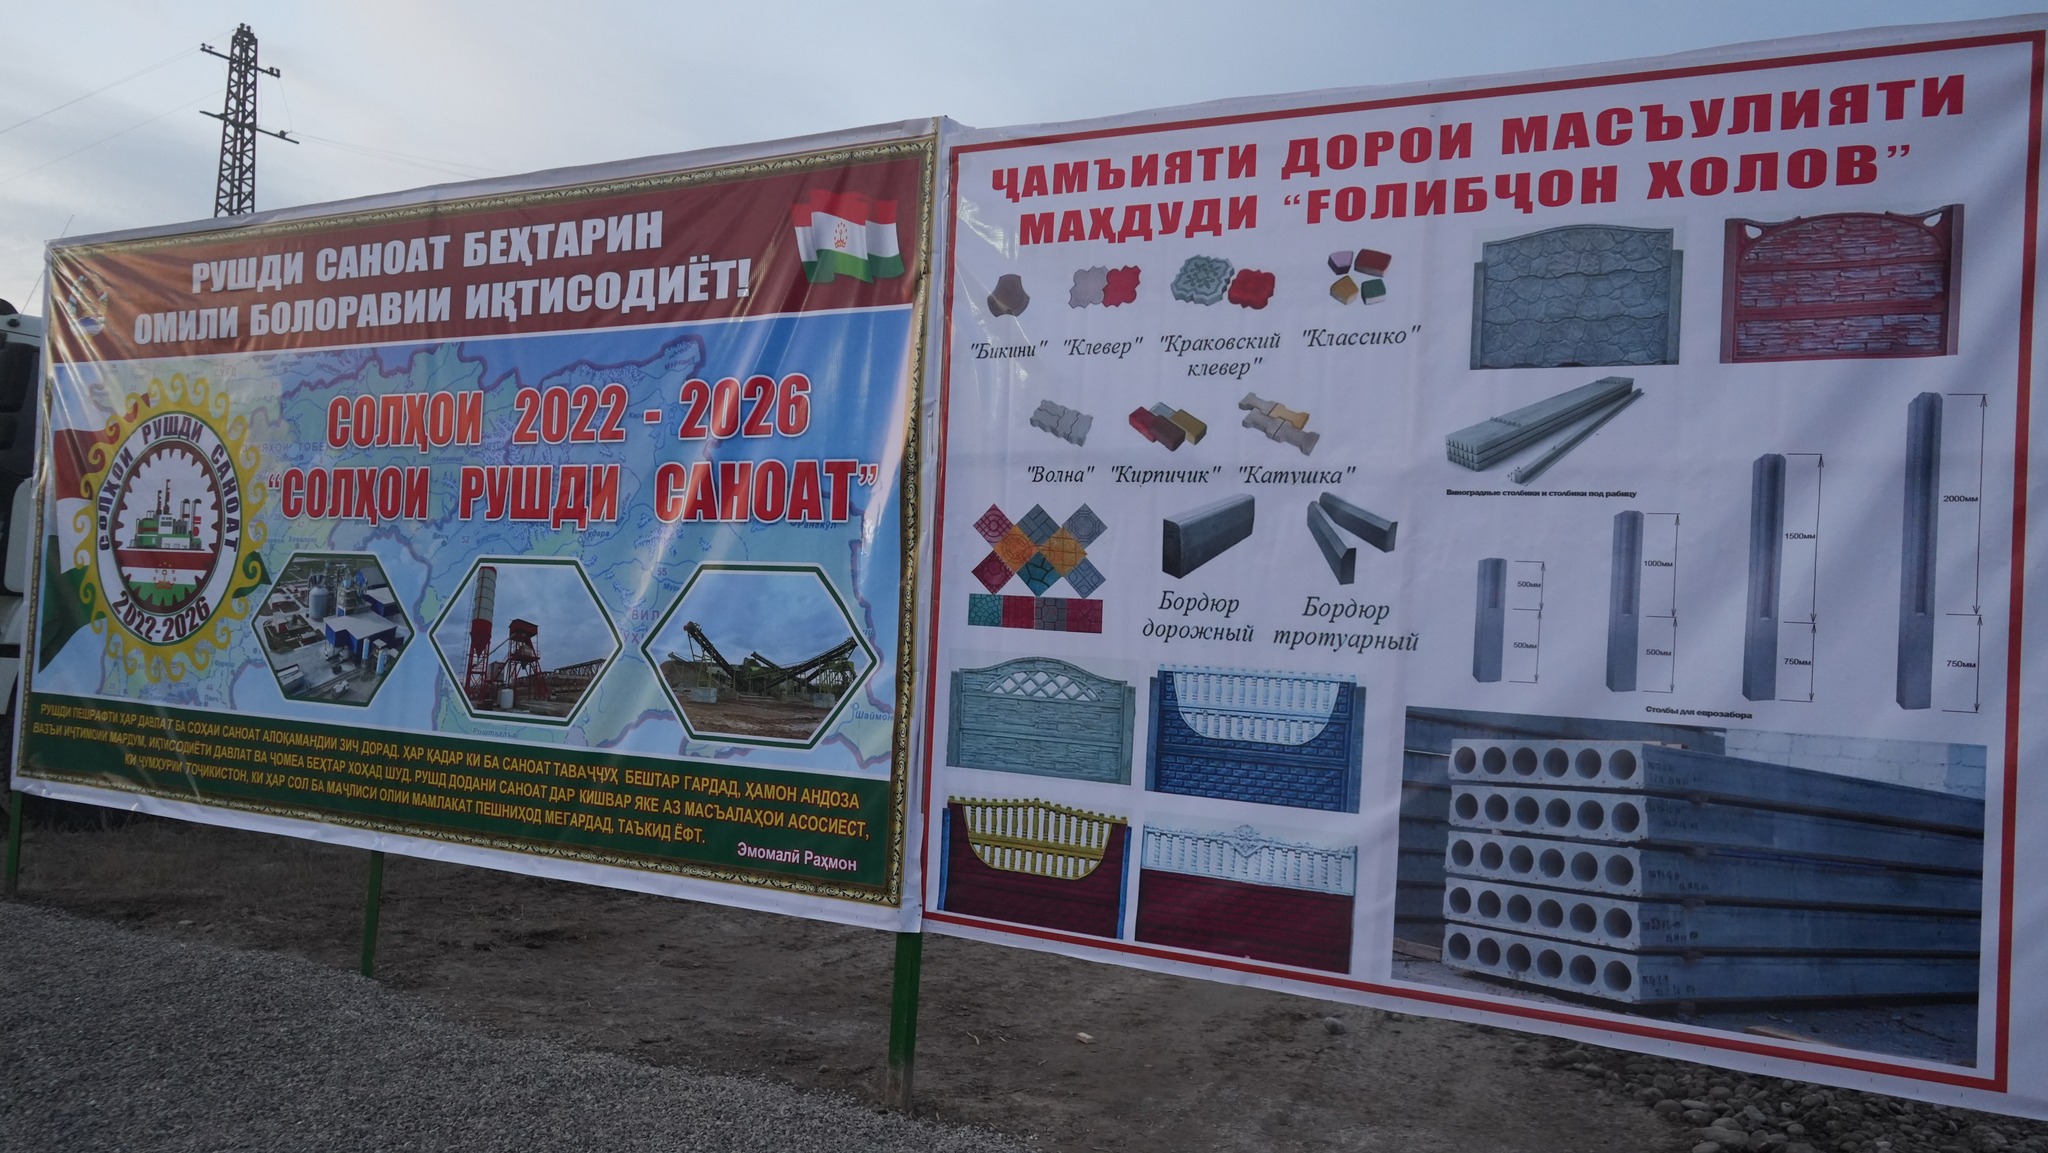 РУШДИ САНОАТ БЕҲТАРИН
ОМИЛИ БОЛОРАВИИ ИҚТИСОДИЁТ!
СОЛҲОИ 2022 - 2026
“СОЛҲОИ РУШДИ САНОАТ”
СОЛҲОИ РУШДИ САНОАТ
2022-2026
РУШДИ ПЕШРАФТИ ҲАР ДАВЛАТ БА СОҲАИ САНОАТ АЛОҚАМАНДИИ ЗИЧ ДОРАД. ҲАР ҚАДАР КИ БА САНОАТ ТАВАҶҶУҲ БЕШТАР ГАРДАД, ҲАМОН АНДОЗА
ВАЗЪИ ИҶТИМОИИ МАРДУМ, ИҚТИСОДИЁТИ ДАВЛАТ ВА ҶОМЕА БЕҲТАР ХОҲАД ШУД. РУШД ДОДАНИ САНОАТ ДАР КИШВАР ЯКЕ АЗ МАСЪАЛАҲОИ АСОСИЕСТ,
КИ ҶУМҲУРИИ ТОҶИКИСТОН, КИ ҲАР СОЛ БА МАҶЛИСИ ОЛИИ МАМЛАКАТ ПЕШНИҲОД МЕГАРДАД, ТАЪКИД ЁФТ.
Эмомалӣ Раҳмон
ҶАМЪИЯТИ ДОРОИ МАСЪУЛИЯТИ
МАҲДУДИ “ҒОЛИБҶОН ХОЛОВ”
"Бикини" "Клевер" "Краковский "Классико"
клевер"
"Волна" "Кирпичик" "Катушка"
Бордюр
дорожный
Бордюр
тротуарный
Виноградные столбики и столбики под рабицу
500мм
500мм
1000мм
500мм
1500мм
750мм
2000мм
750мм
Столбы для еврозабора